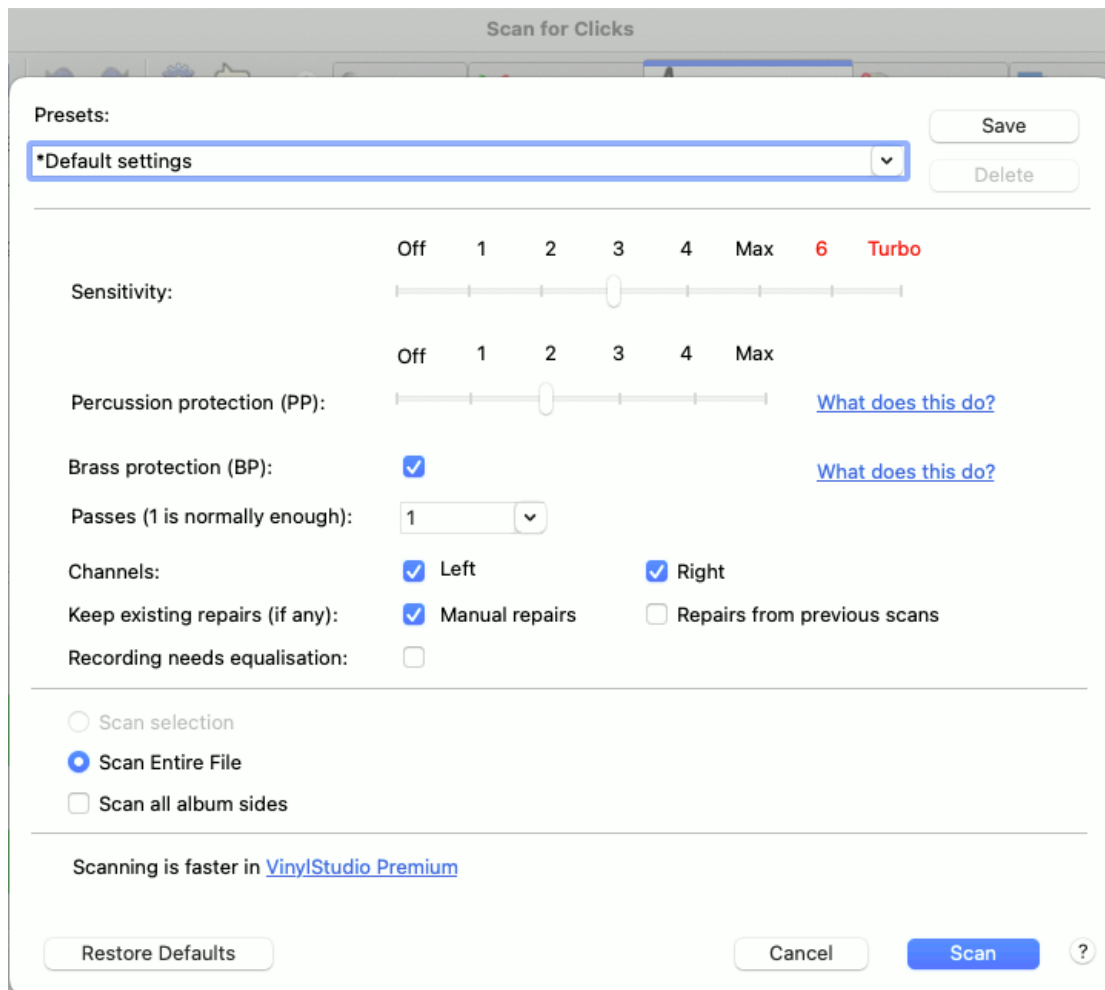 Scan for Clicks
Presets:
Save
*Default settings
Delete
Off 1 2 3 4 Max 6 Turbo
Sensitivity:
Off 1 2 3 4 Max
Percussion protection (PP): What does this do?
Brass protection (BP): What does this do?
Passes (1 is normally enough): 1
Channels: Left Right
Keep existing repairs (if any): Manual repairs Repairs from previous scans
Recording needs equalisation:
Scan selection
Scan Entire File
Scan all album sides
Scanning is faster in VinylStudio Premium
Restore Defaults Cancel Scan ?